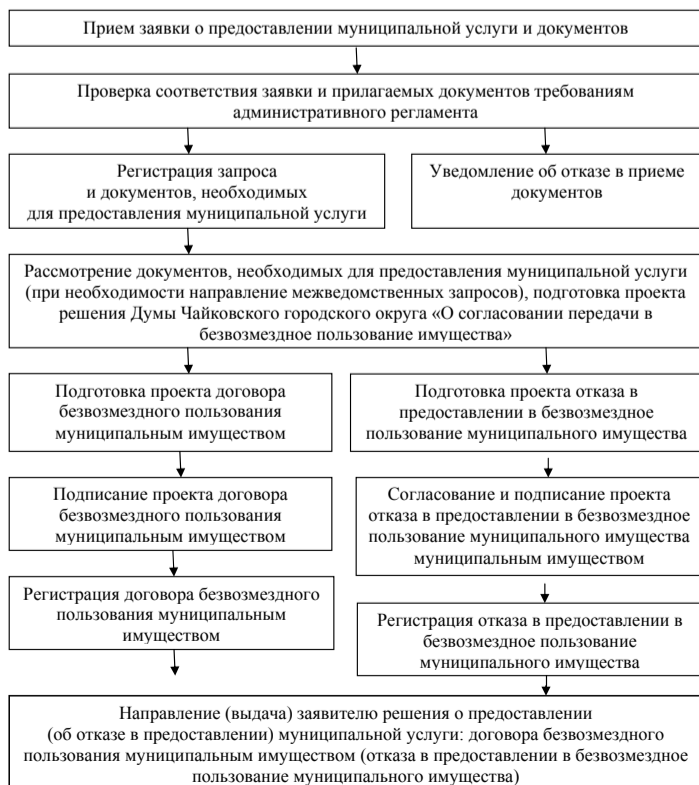 Прием заявки о предоставлении муниципальной услуги и документов
Проверка соответствия заявки и прилагаемых документов требованиям
административного регламента
Регистрация запроса
и документов, необходимых
для предоставления муниципальной услуги
Уведомление об отказе в приеме
документов
Рассмотрение документов, необходимых для предоставления муниципальной услуги
(при необходимости направление межведомственных запросов), подготовка проекта
решения Думы Чайковского городского округа «О согласовании передачи в
безвозмездное пользование имущества»
Подготовка проекта договора
безвозмездного пользования
муниципальным имуществом
Подготовка проекта отказа в
предоставлении в безвозмездное
пользование муниципального имущества
Подписание проекта договора
безвозмездного пользования
муниципальным имуществом
Согласование и подписание проекта
отказа в предоставлении в безвозмездное
пользование муниципального имущества
муниципальным имуществом
Регистрация договора безвозмездного
пользования муниципальным
имуществом
Регистрация отказа в предоставлении в
безвозмездное пользование
муниципального имущества
Направление (выдача) заявителю решения о предоставлении
(об отказе в предоставлении) муниципальной услуги: договора безвозмездного
пользования муниципальным имуществом (отказа в предоставлении в безвозмездное
пользование муниципального имущества)